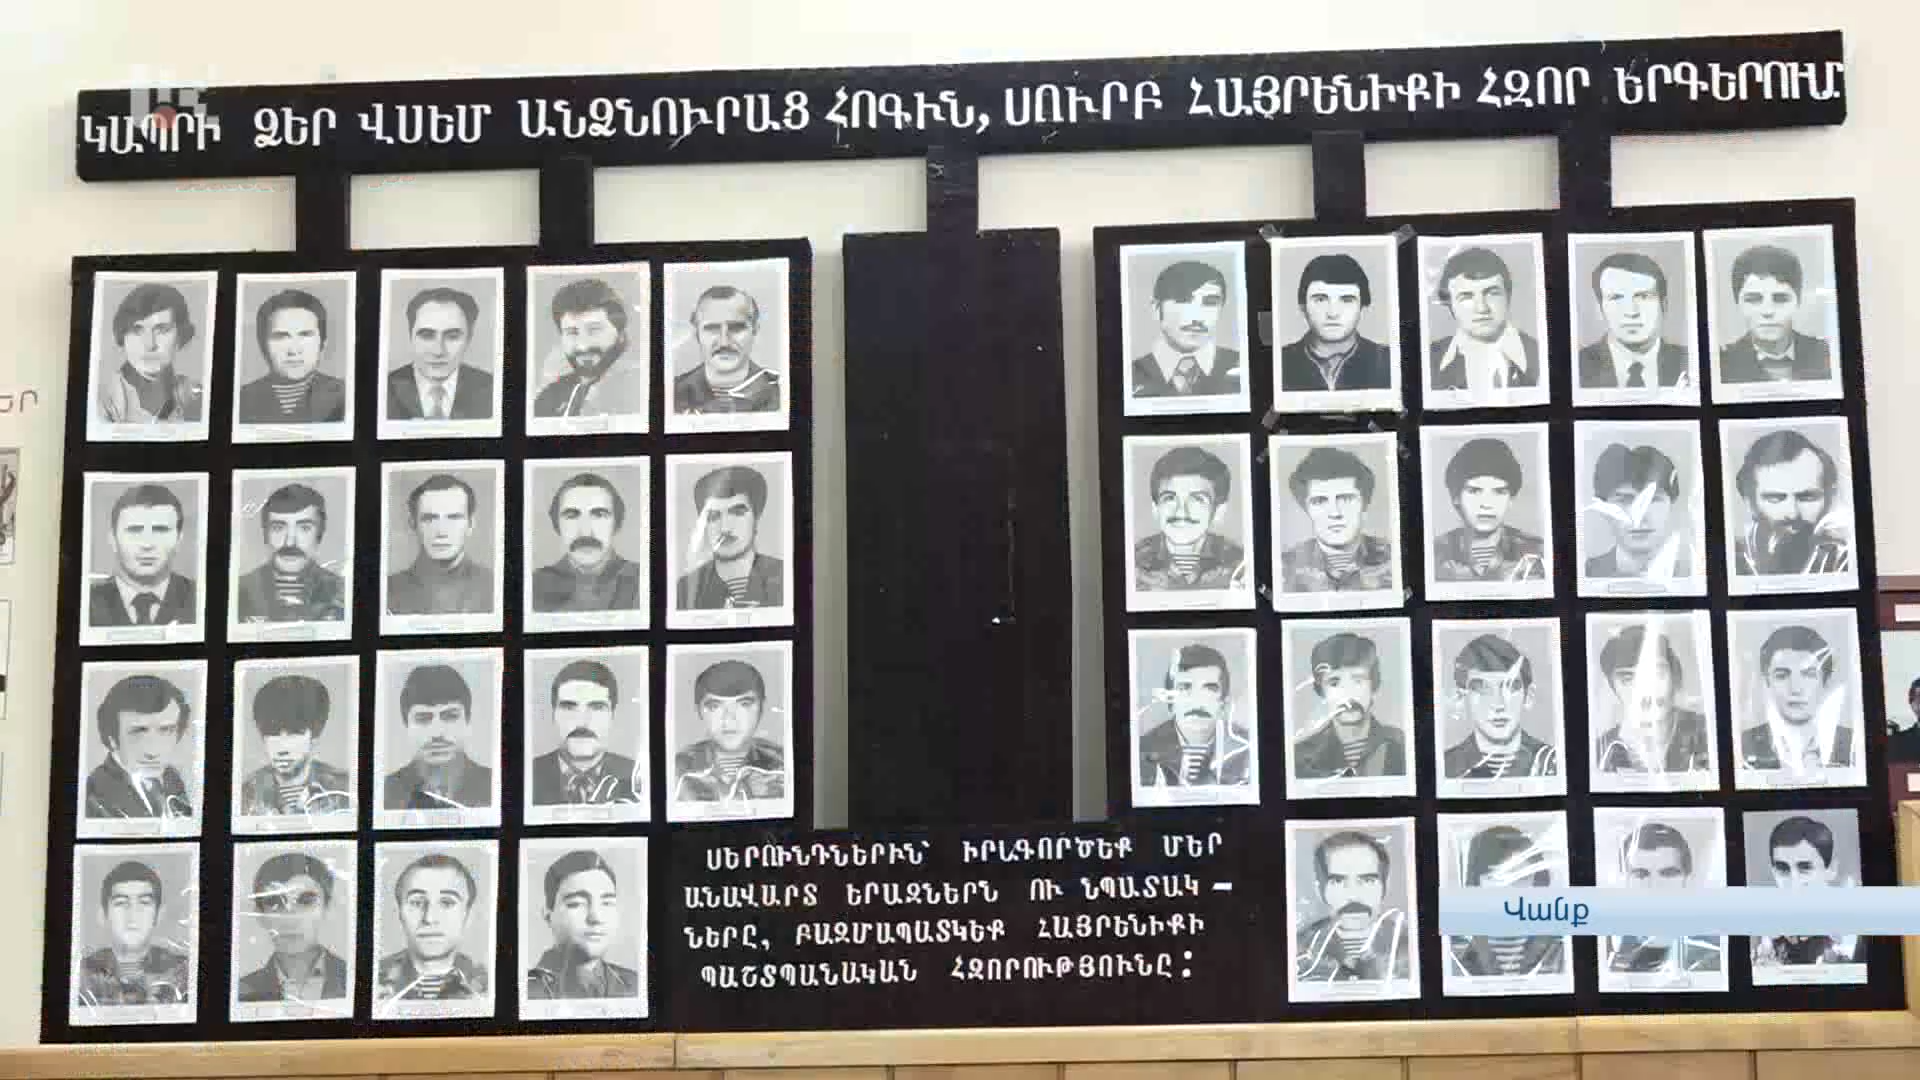 ԿԱՊՐԻ ՁԵՐ ՎՍԵՄ ԱՆՁՆՈՒՐԱՑ ՀՈԳԻՆ, ՍՈՒՐԲ ՀԱՅՐԵՆԻՔԻ ՀԶՈՐ ԵՐԳԵՐՈՒՄ
ՍԵՐՈՒՆԴՆԵՐԻՆ՝ ԻՐԱԳՈՐԾԵՔ ՄԵՐ
ԱՆԱՎԱՐՏ ԵՐԱԶՆԵՐՆ ՈՒ ՆՊԱՏԱԿ –
ՆԵՐԸ, ԲԱԶՄԱՊԱՏԿԵՔ ՀԱՅՐԵՆԻՔԻ
ՊԱՇՏՊԱՆԱԿԱՆ ՀԶՈՐՈՒԹՅՈՒՆԸ:
Վանք